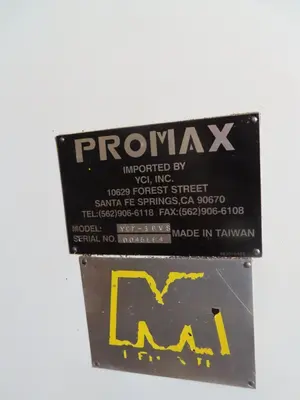 PROMAX
IMPORTED BY
YCI, INC.
10629 FOREST STREET
SANTA FE SPRINGS,CA 90670
TEL:(562)906-6118 FAX:(562)906-6108
MODEL:
SERIAL NO. MADE IN TAIWAN